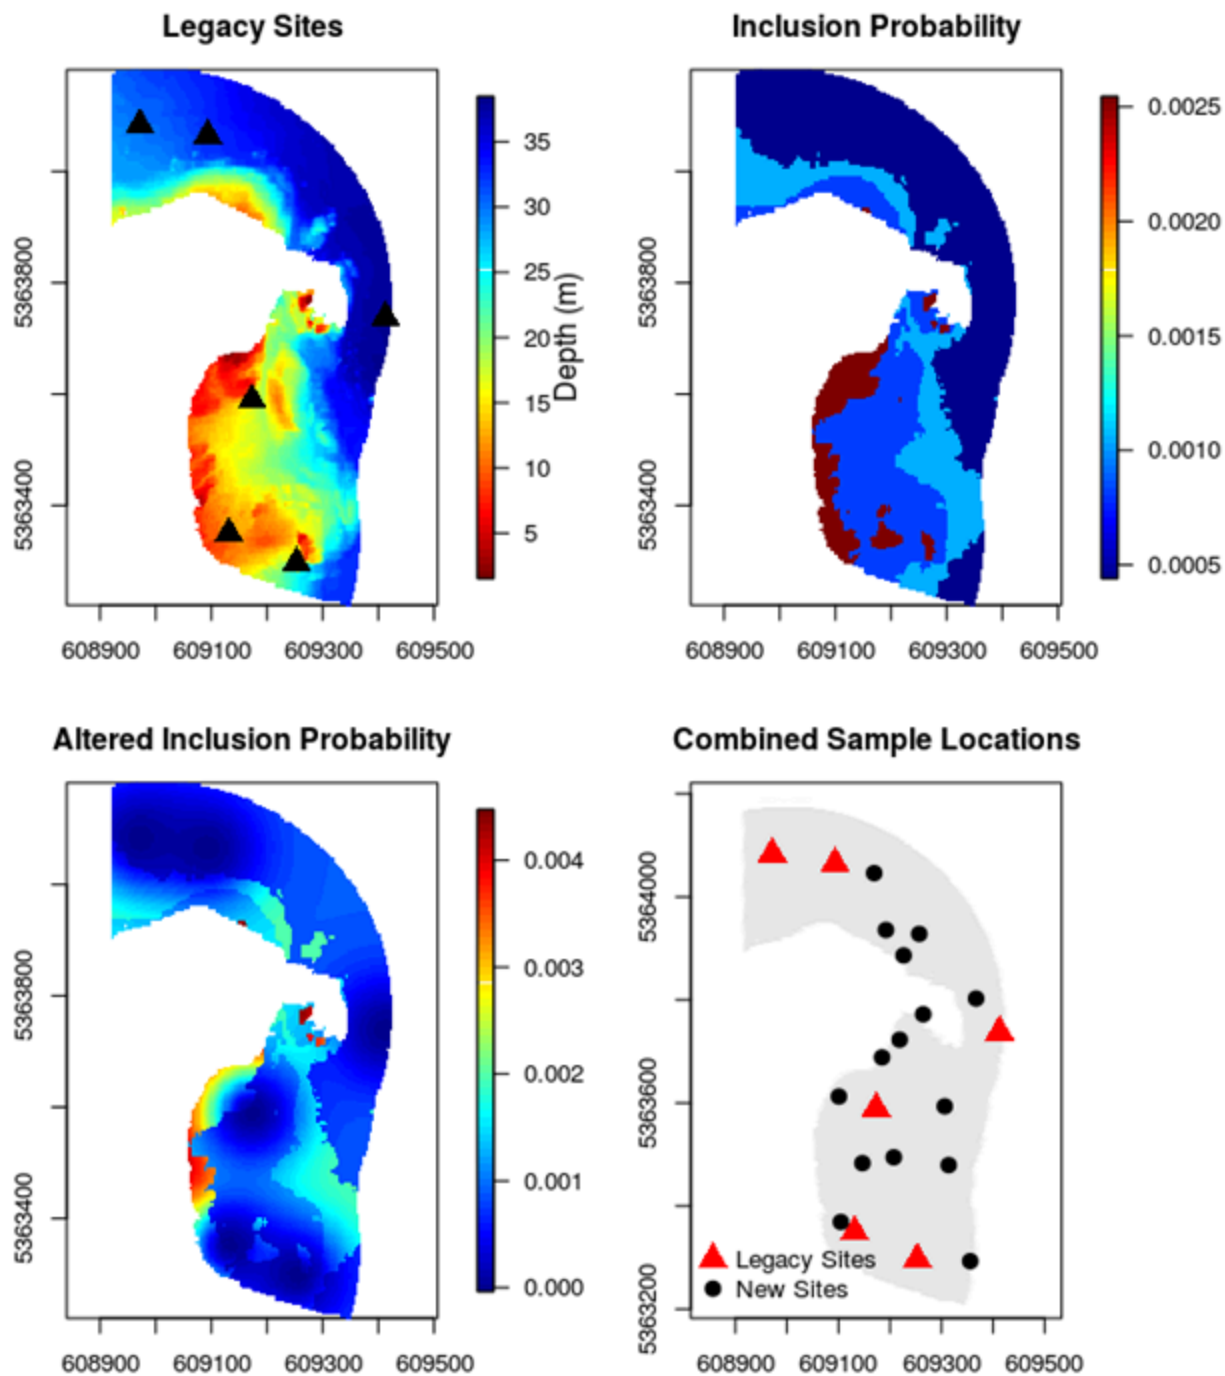 Legacy Sites
5363800
5363400
608900 609100 609300 609500
35
30
25
20
15
10
5
Depth (m)
Inclusion Probability
5363800
5363400
608900 609100 609300 609500
0.0025
0.0020
0.0015
0.0010
0.0005
Altered Inclusion Probability
5363800
5363400
608900 609100 609300 609500
0.004
0.003
0.002
0.001
0.000
Combined Sample Locations
5364000
5363600
5363200
608900 609100 609300 609500
Legacy Sites
New Sites